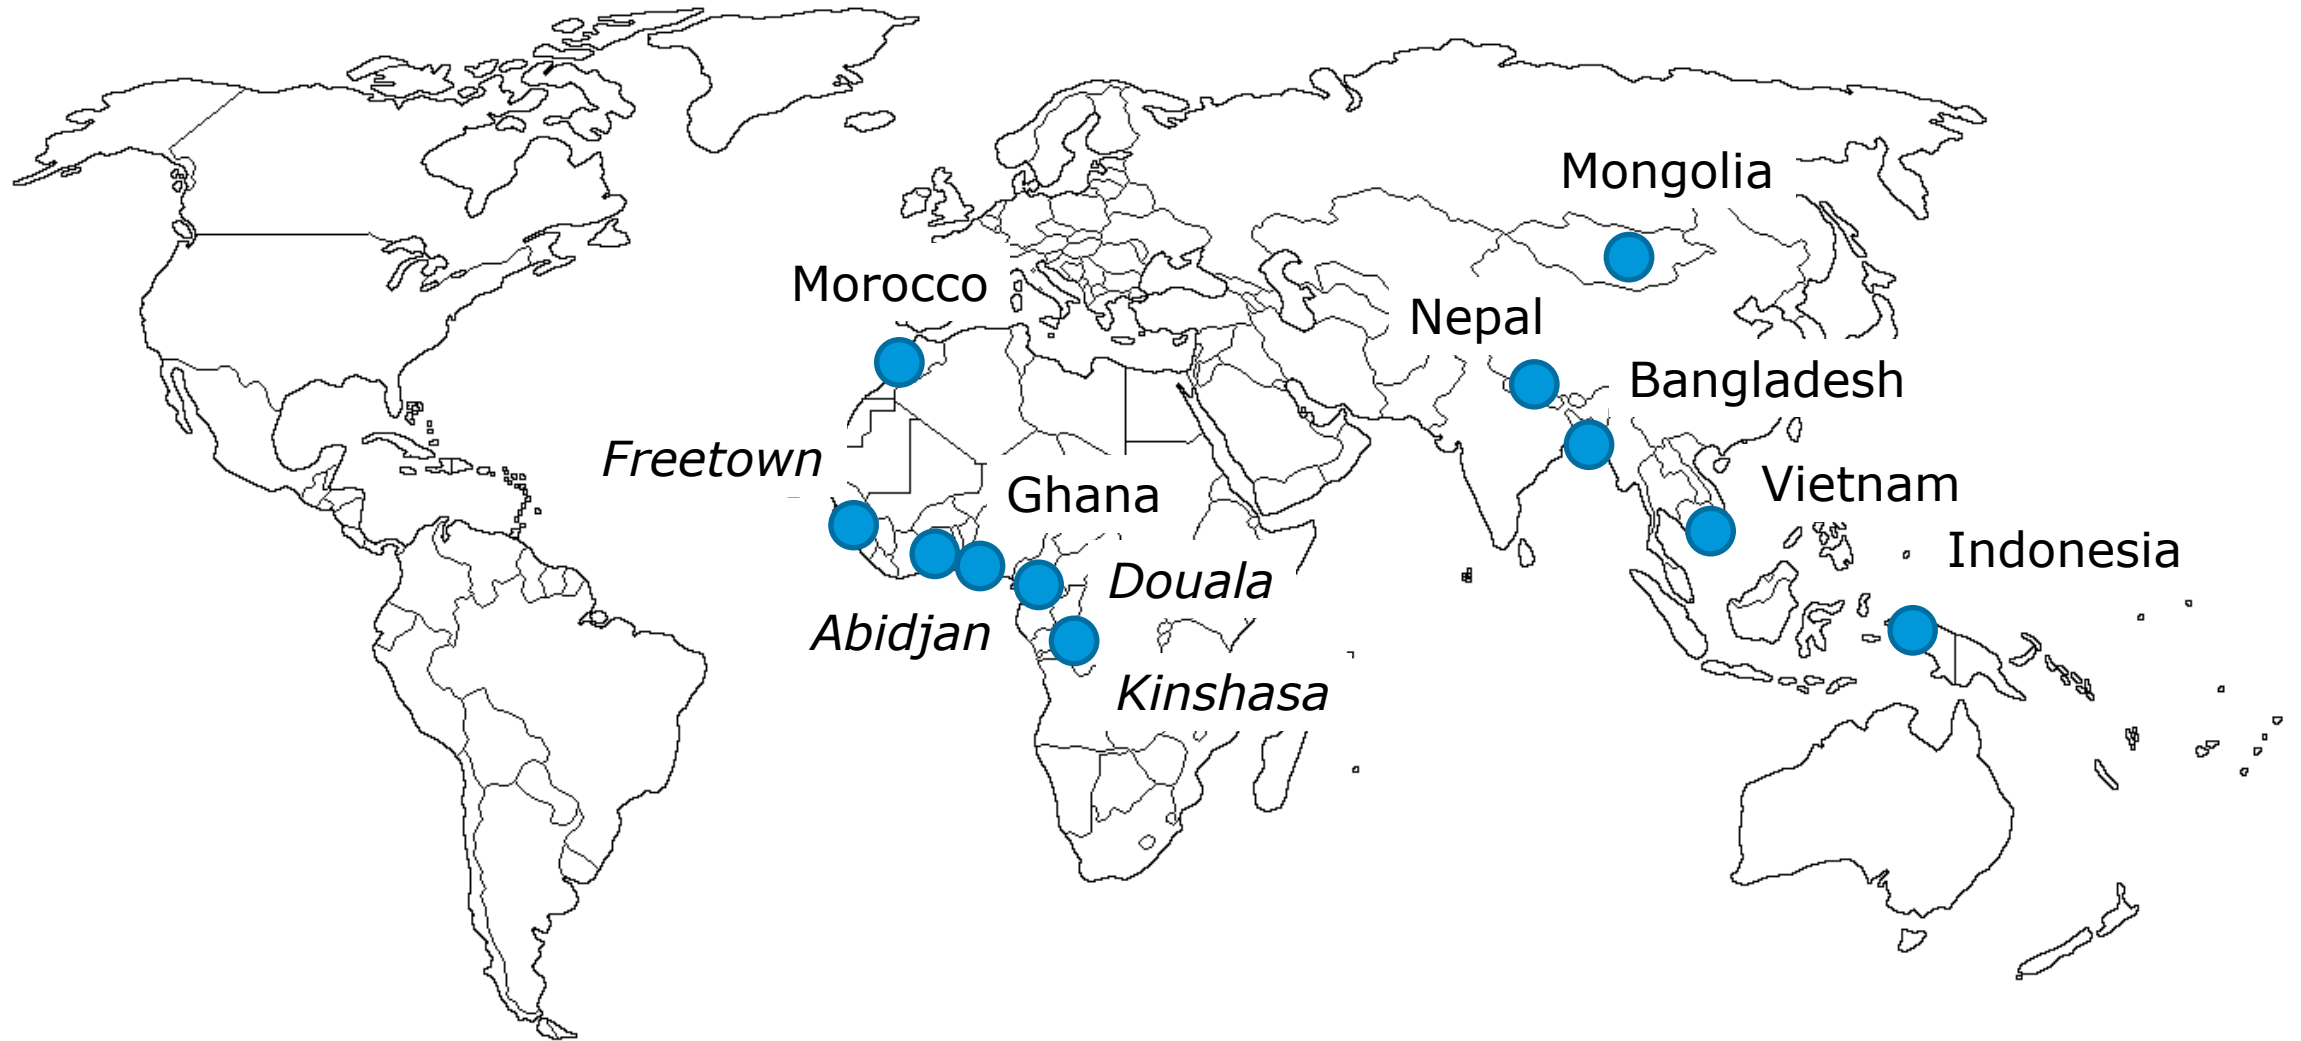 Mongolia
Morocco
Nepal
Bangladesh
Freetown
Ghana
Vietnam
Indonesia
Douala
Abidjan
Kinshasa